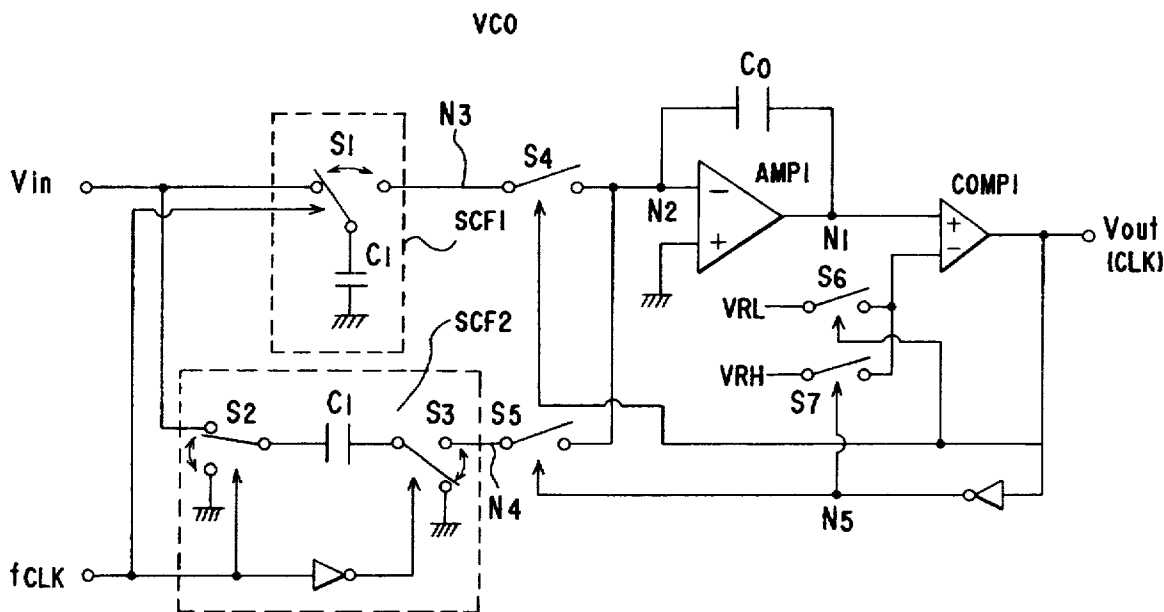 VCO
C0
N3
S1
S4
Vin
AMP1
COMP1
N2
SCF1
N1
Vout
(CLK)
C1
S6
VRL
SCF2
VRH
S7
S2
C1
S3
S5
N4
N5
fCLK